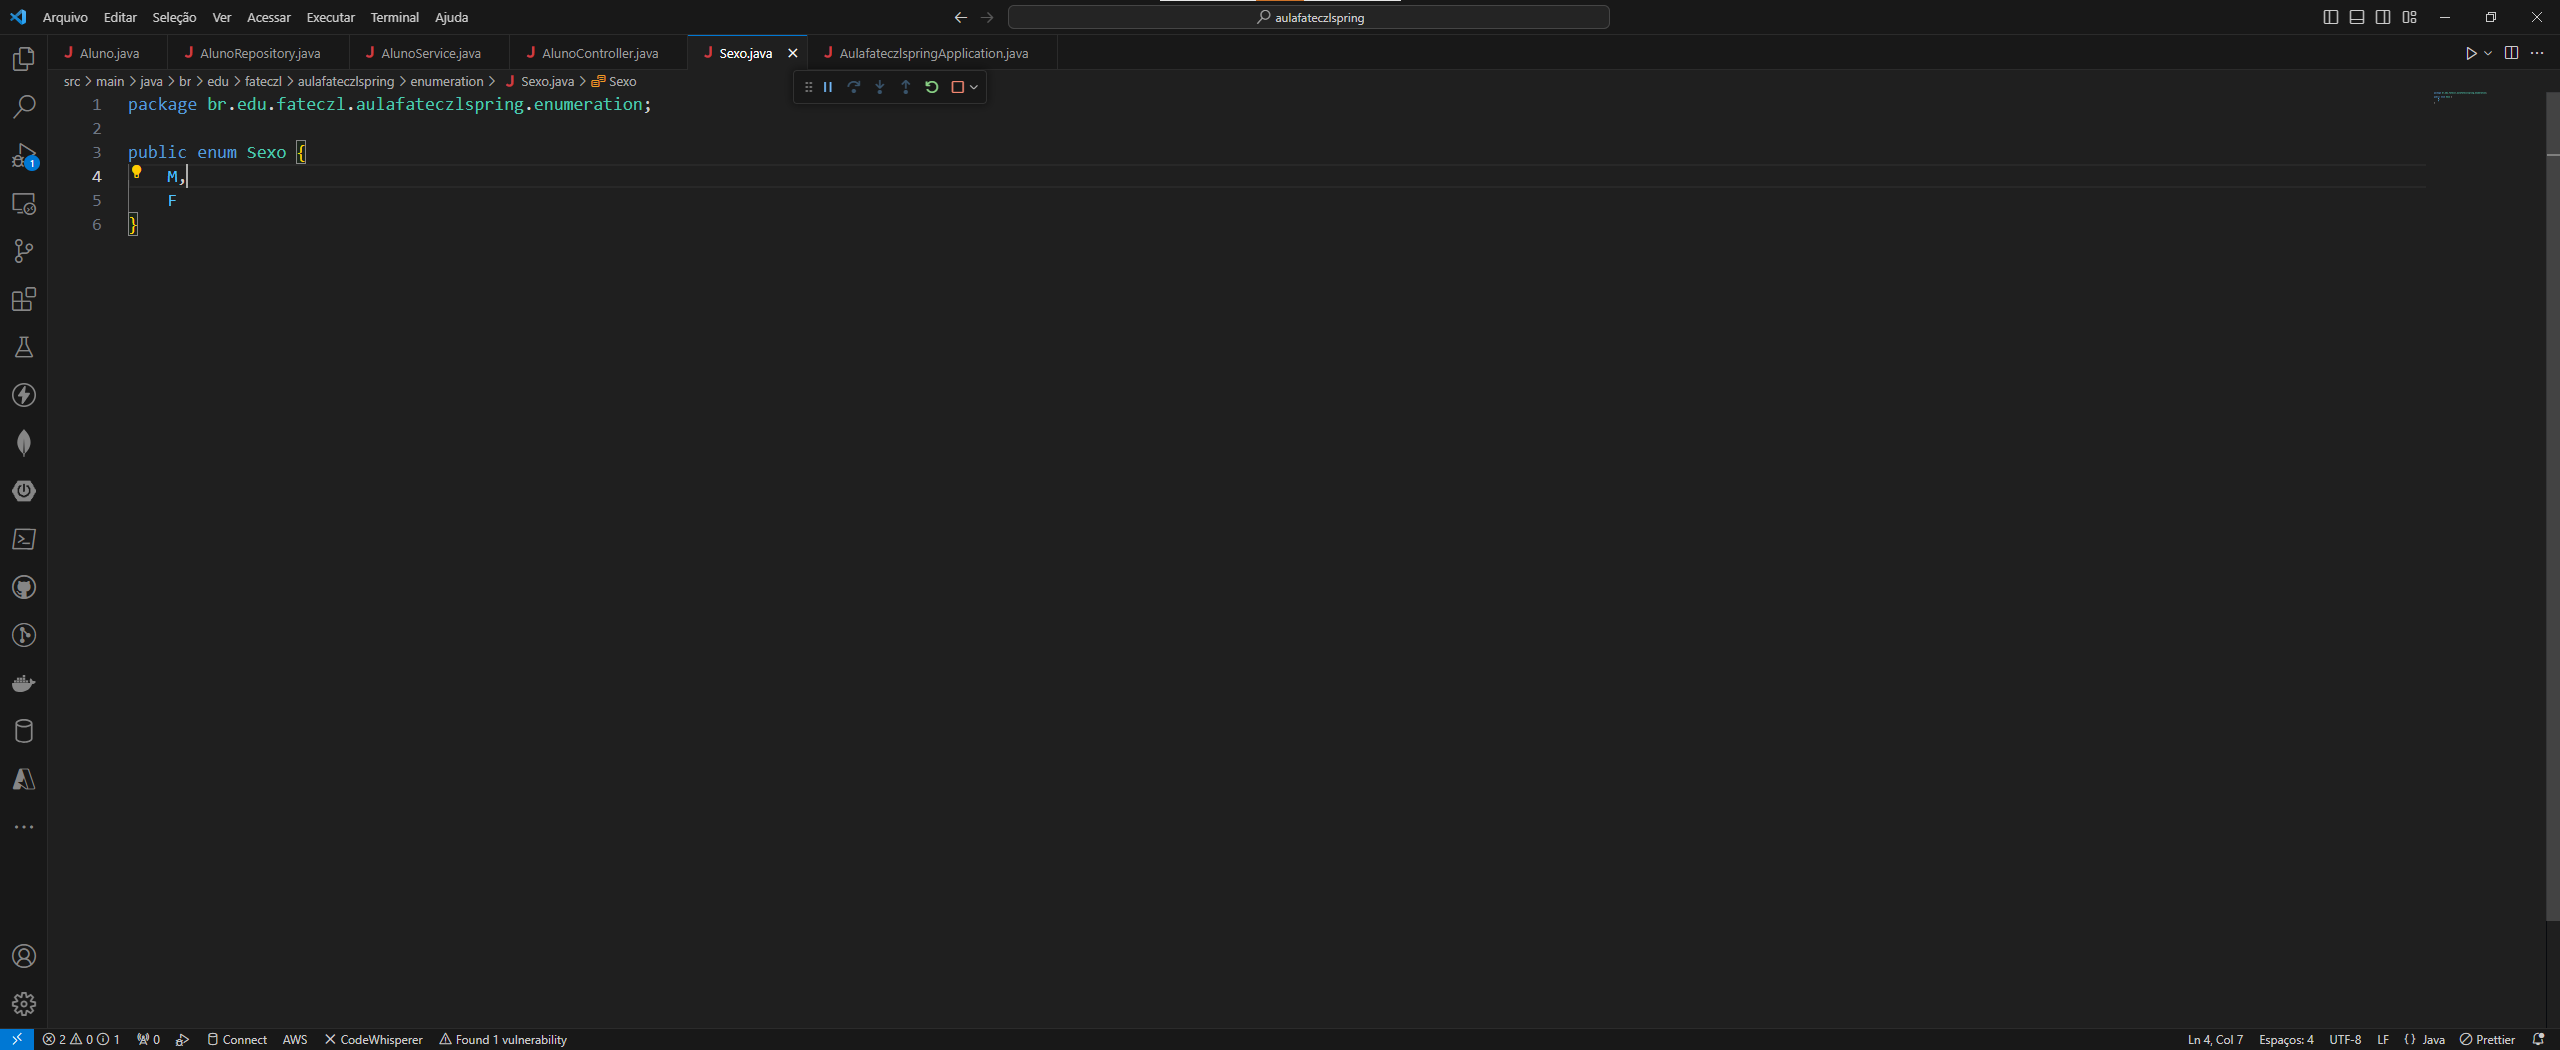 Arquivo Editar Seleção Ver Acessar Executar Terminal Ajuda aulafateczlspring
Aluno.java AlunoRepository.java AlunoService.java AlunoController.java Sexo.java AulafateczlspringApplication.java
src > main > java > br > edu > fateczl > aulafateczlspring > enumeration > Sexo.java > Sexo
1 package br.edu.fateczl.aulafateczlspring.enumeration;
2
3 public enum Sexo {
4 M,
5 F
6 }
1
2 0 1 0 Connect AWS CodeWhisperer Found 1 vulnerability Ln 4, Col 7 Espaços: 4 UTF-8 LF {} Java Prettier